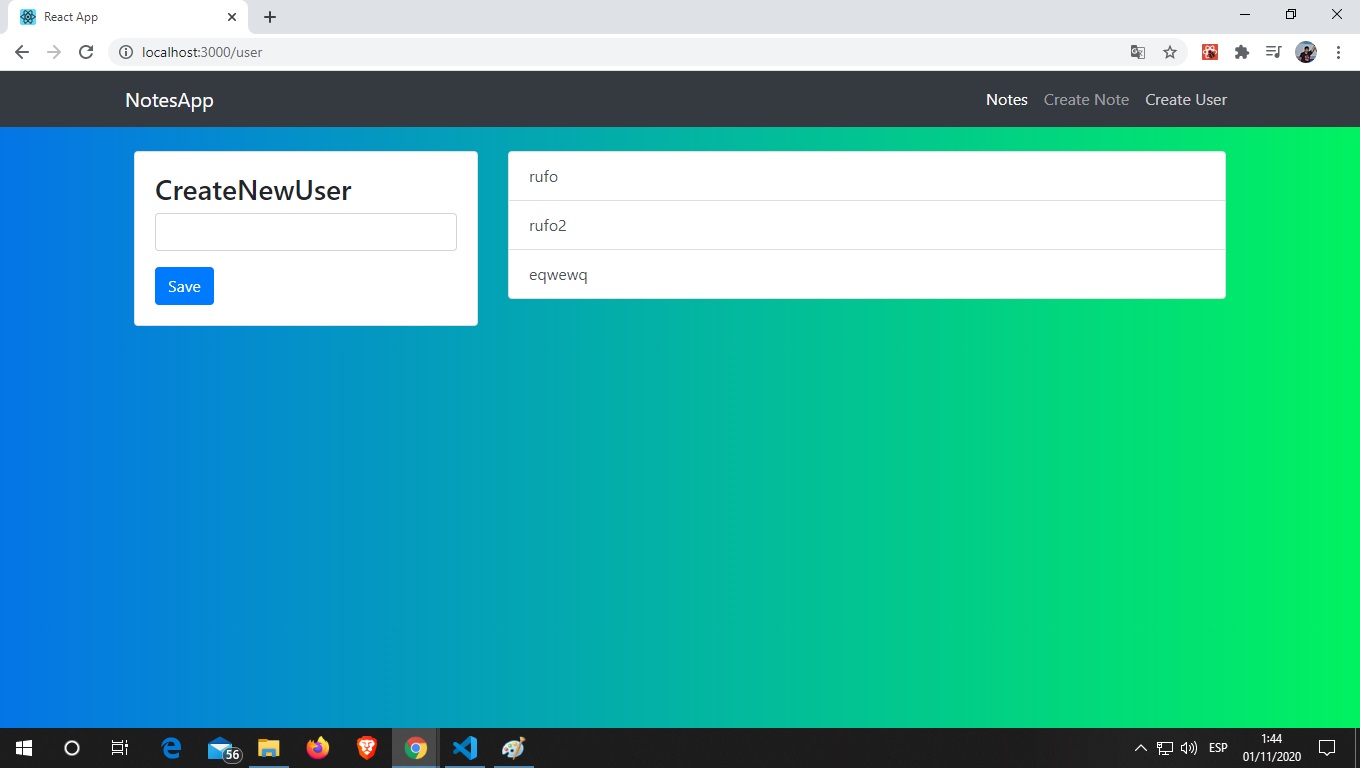 React App
localhost:3000/user
NotesApp
Notes Create Note Create User
CreateNewUser
Save
rufo
rufo2
eqwewq
56
ESP
1:44
01/11/2020